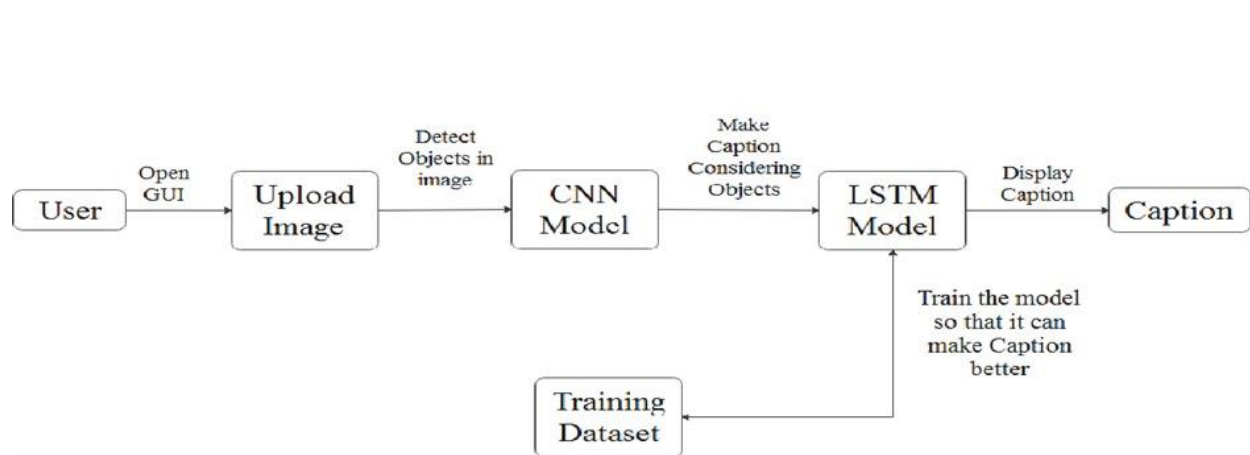 User
Open
GUI
Upload
Image
Detect
Objects in
image
CNN
Model
Make
Caption
Considering
Objects
LSTM
Model
Display
Caption
Caption
Train the model
so that it can
make Caption
better
Training
Dataset